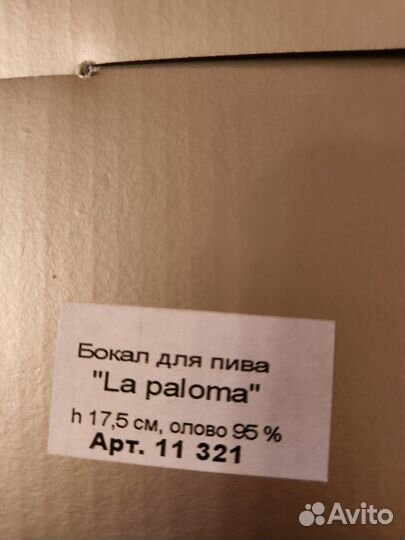 Бокал для пива
"La paloma"
h 17,5 см, олово 95 %
Арт. 11 321
Avito